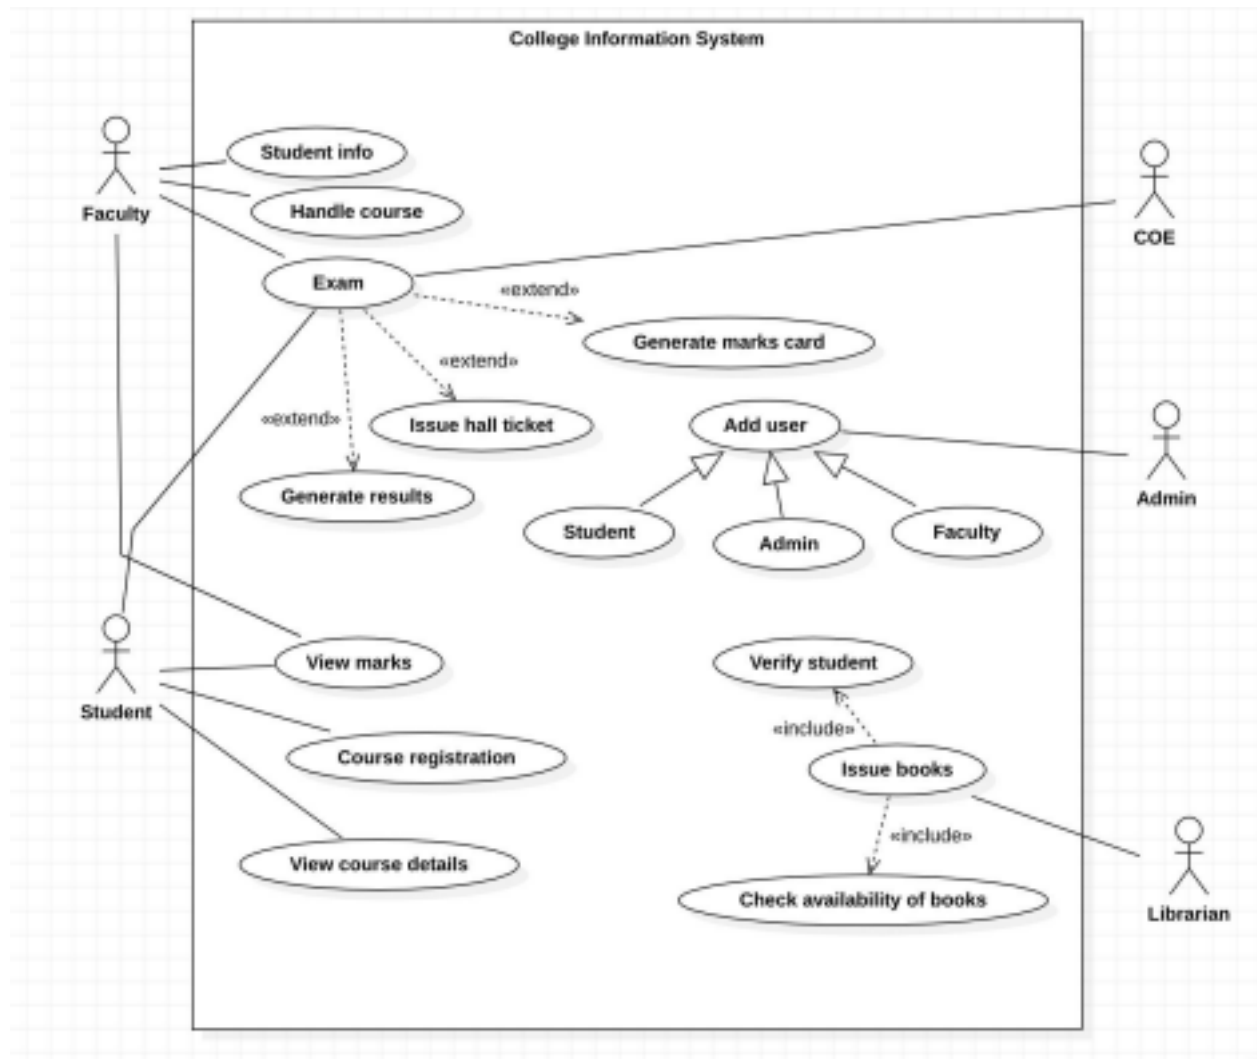 College Information System
Student info
Faculty
Handle course
COE
Exam
«extend»
Generate marks card
«extend»
«extend»
Issue hall ticket
Add user
Generate results
Admin
Student
Admin
Faculty
View marks
Verify student
Student
«include»
Course registration
Issue books
«include»
View course details
Check availability of books
Librarian